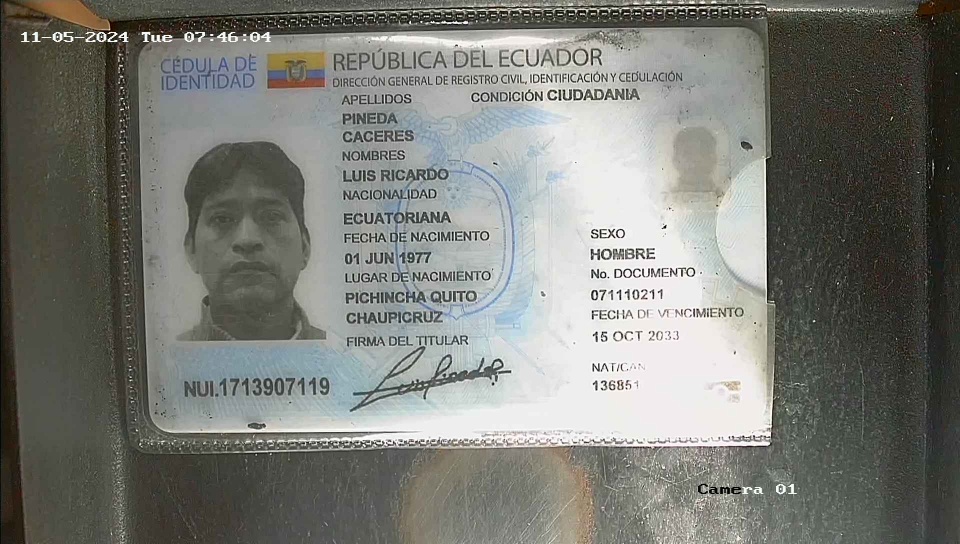 11-05-2024 Tue 07:46:04
CÉDULA DE
IDENTIDAD
REPÚBLICA DEL ECUADOR
DIRECCIÓN GENERAL DE REGISTRO CIVIL, IDENTIFICACIÓN Y CEDULACIÓN
APELLIDOS
CONDICIÓN CIUDADANIA
PINEDA
CACERES
NOMBRES
LUIS RICARDO
NACIONALIDAD
ECUATORIANA
FECHA DE NACIMIENTO
01 JUN 1977
LUGAR DE NACIMIENTO
PICHINCHA QUITO
CHAUPICRUZ
FIRMA DEL TITULAR
SEXO
HOMBRE
No. DOCUMENTO
071110211
FECHA DE VENCIMIENTO
15 OCT 2033
NAT/CAN
136851
NUI.1713907119
Camera 01